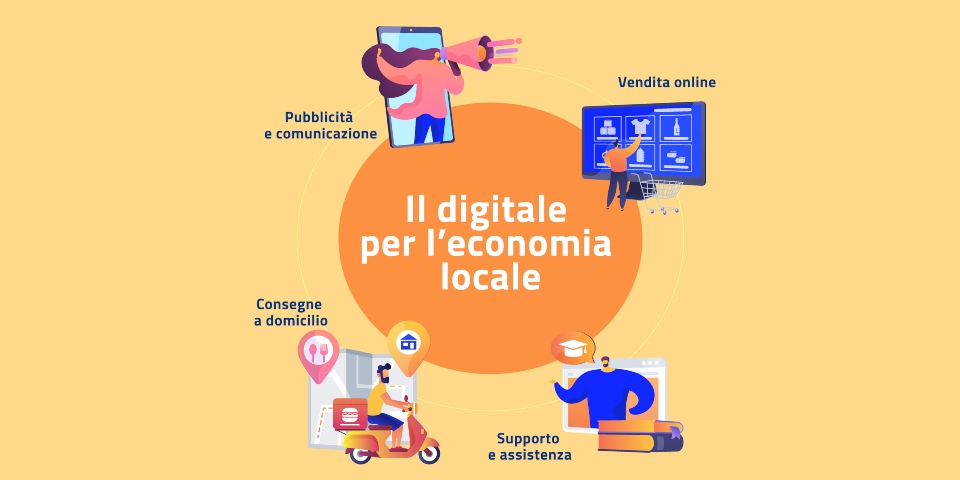 Vendita online
Pubblicità
e comunicazione
Il digitale
per l'economia
locale
Consegne
a domicilio
Supporto
e assistenza